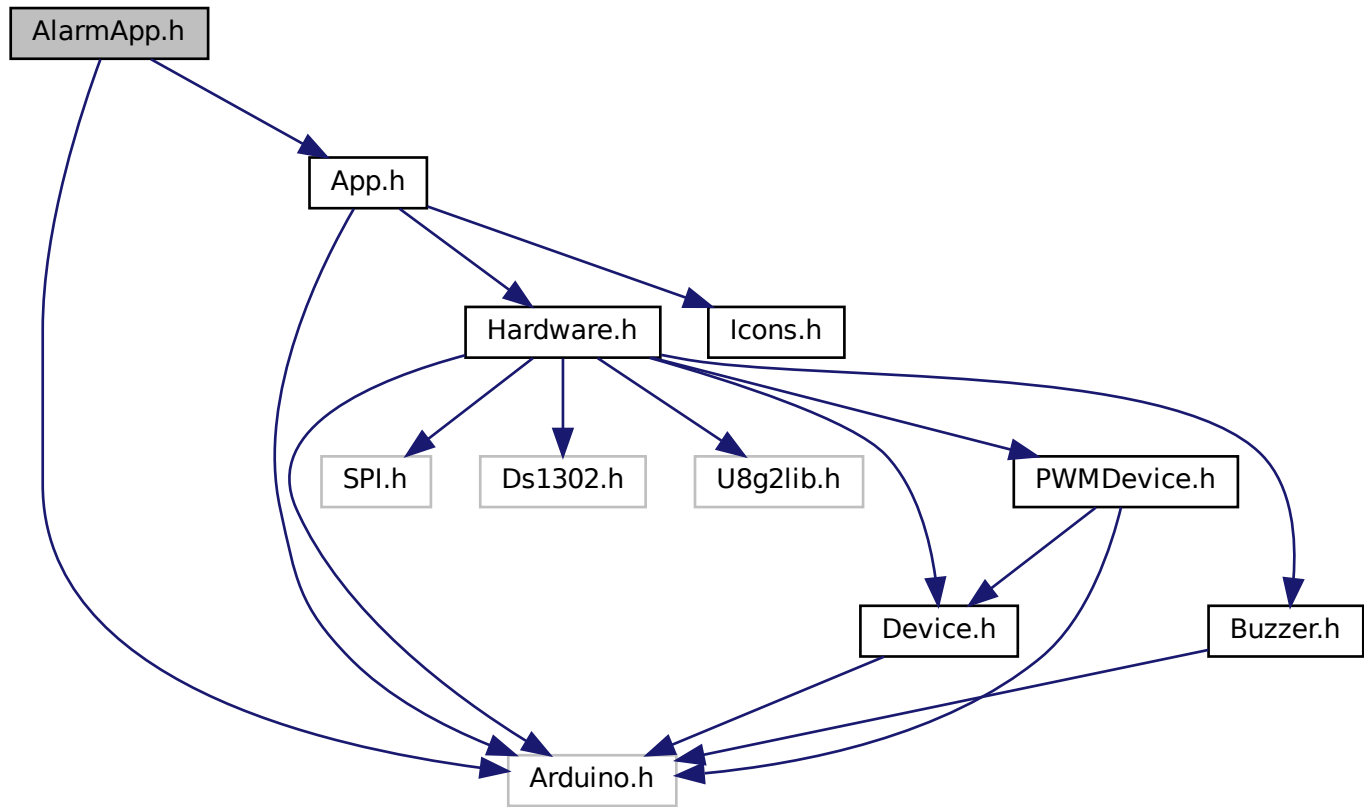 AlarmApp.h
App.h
Hardware.h
Icons.h
SPI.h
Ds1302.h
U8g2lib.h
PWMDevice.h
Device.h
Buzzer.h
Arduino.h